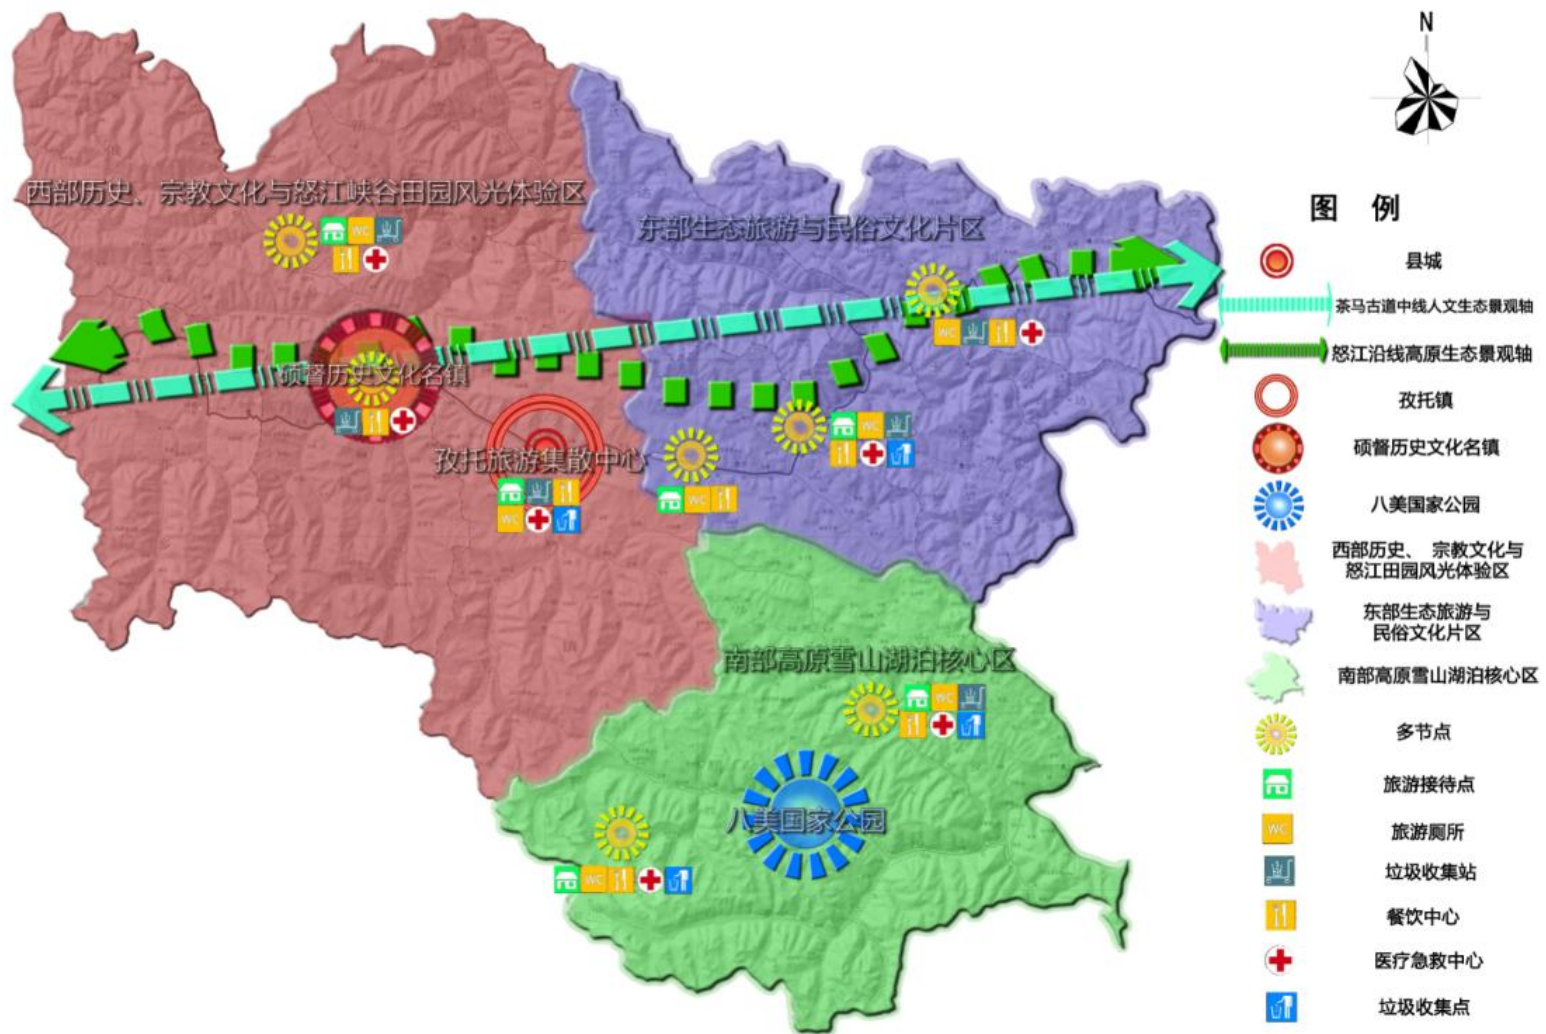 N
西部历史、宗教文化与怒江峡谷田园风光体验区
WC
东部生态旅游与民俗文化片区
WC
硕督历史文化名镇
孜托旅游集散中心
WC
WC
WC
南部高原雪山湖泊核心区
WC
八美国家公园
WC
图 例
县城
茶马古道中线人文生态景观轴
怒江沿线高原生态景观轴
孜托镇
硕督历史文化名镇
八美国家公园
西部历史、 宗教文化与
怒江田园风光体验区
东部生态旅游与
民俗文化片区
南部高原雪山湖泊核心区
多节点
旅游接待点
WC
旅游厕所
垃圾收集站
餐饮中心
医疗急救中心
垃圾收集点